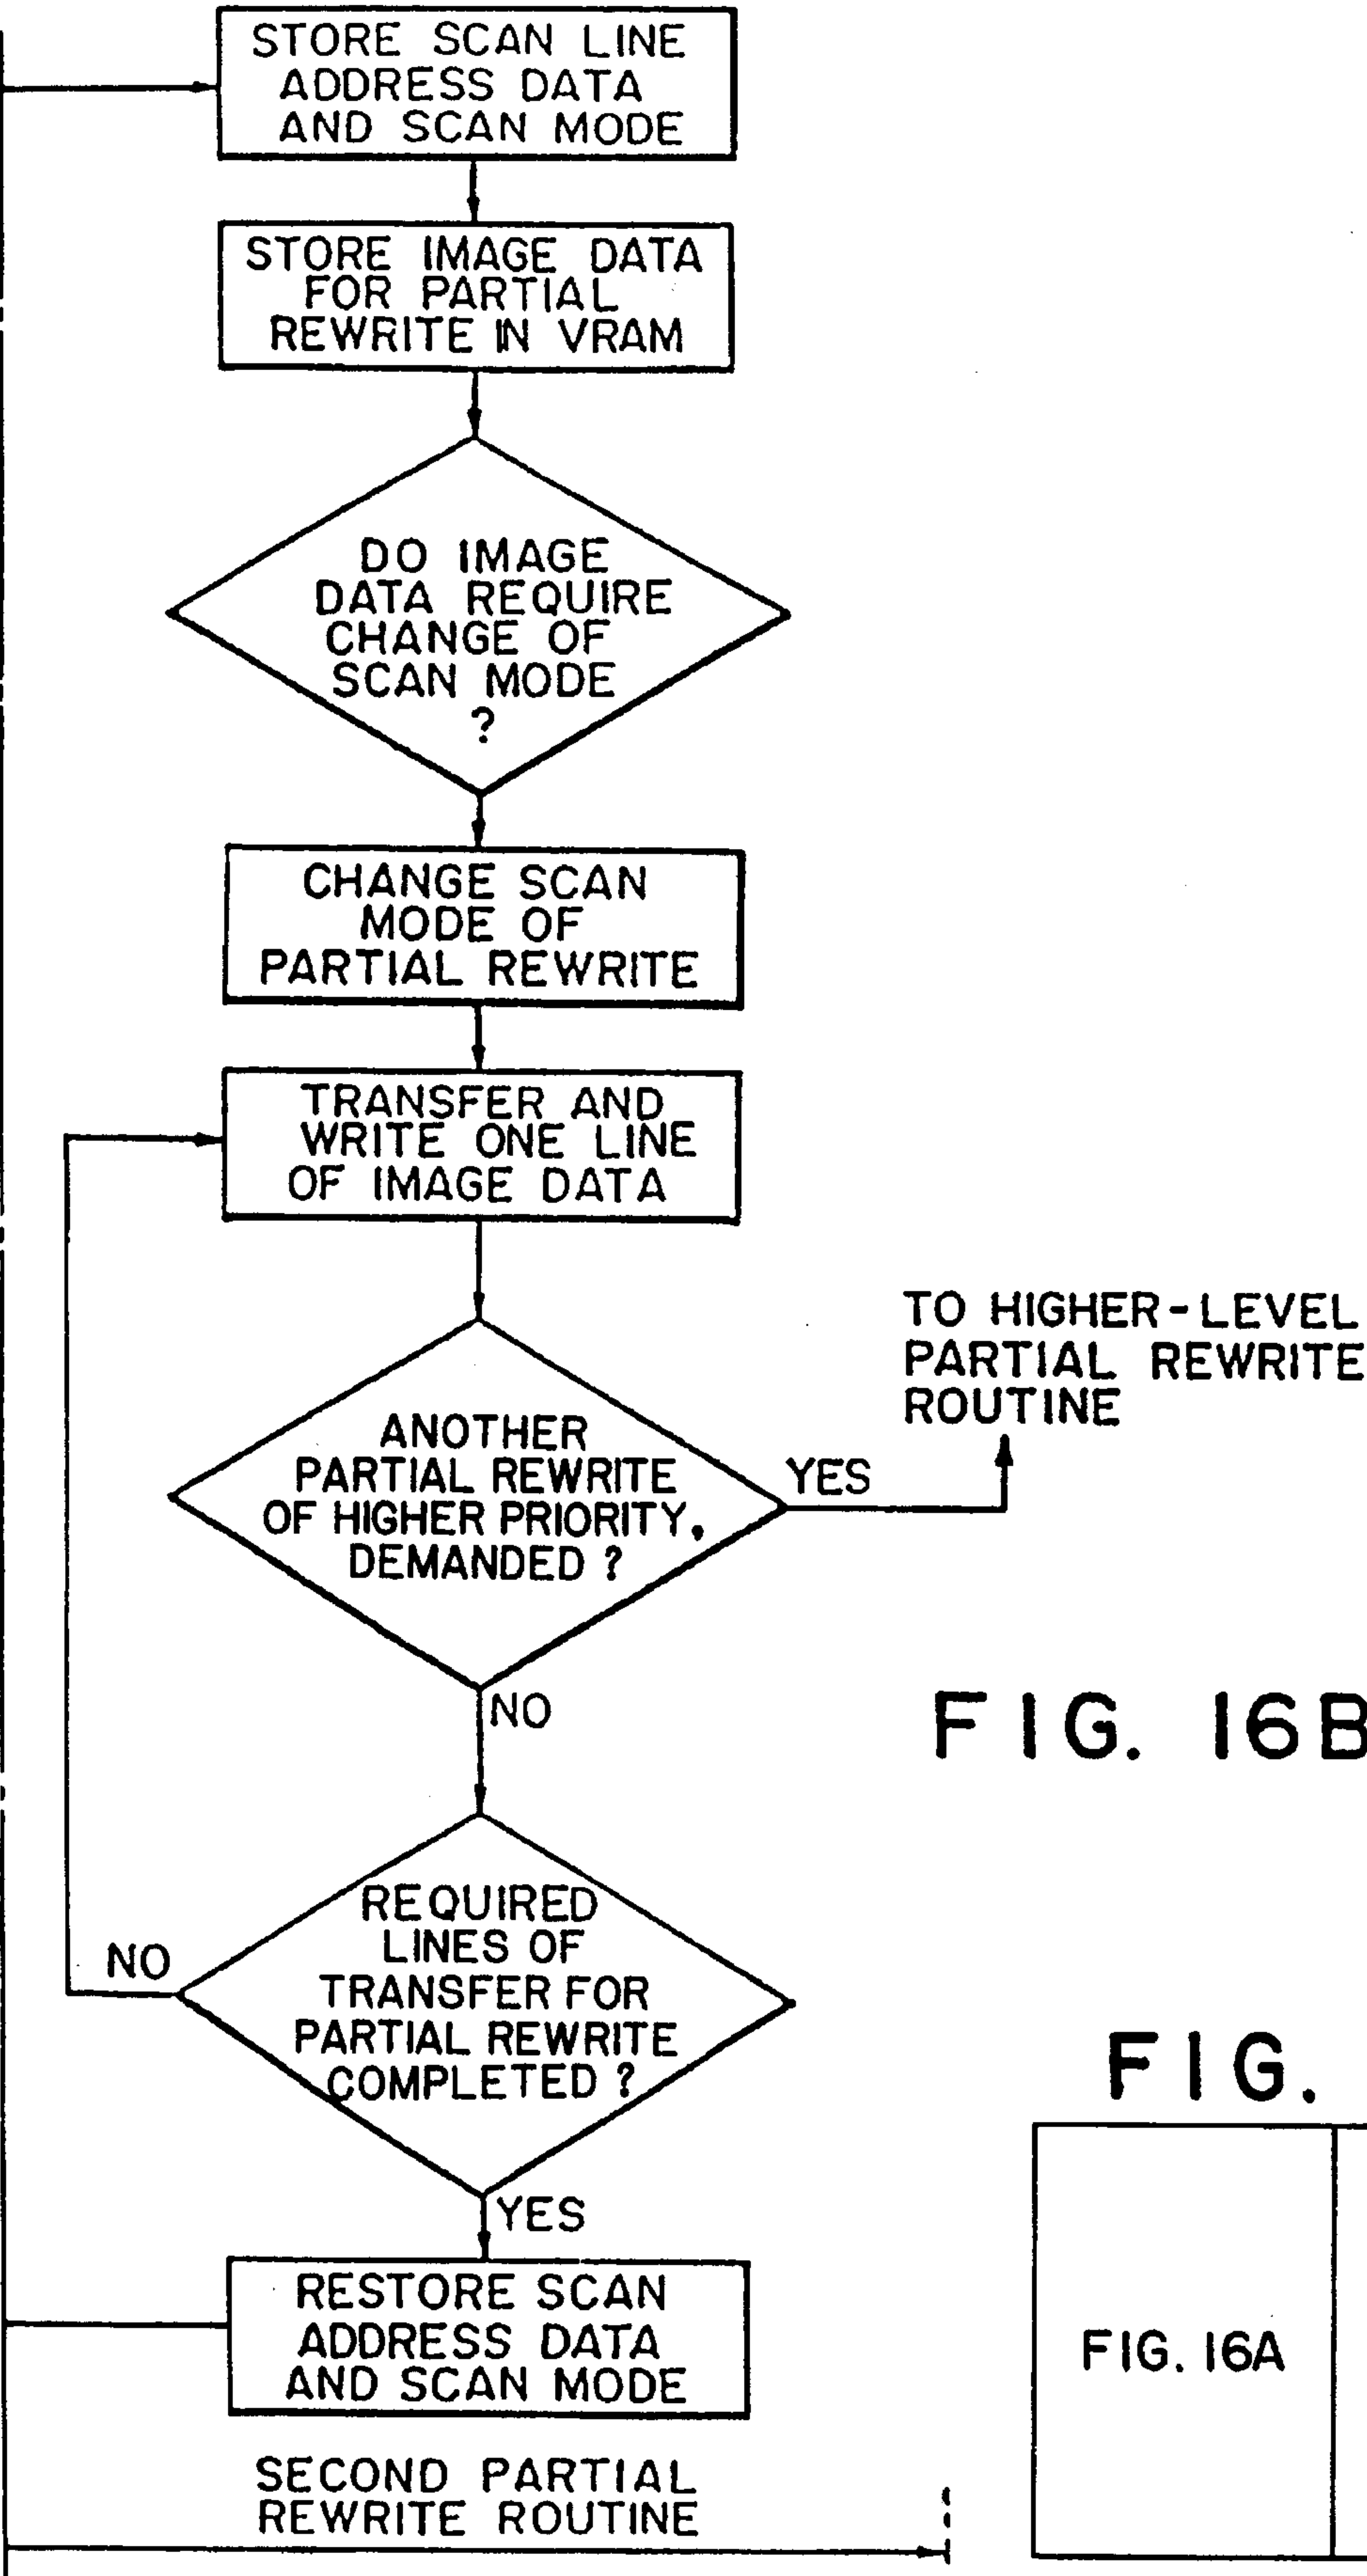 STORE SCAN LINE
ADDRESS DATA
AND SCAN MODE
STORE IMAGE DATA
FOR PARTIAL
REWRITE IN VRAM
DO IMAGE
DATA REQUIRE
CHANGE OF
SCAN MODE
?
CHANGE SCAN
MODE OF
PARTIAL REWRITE
TRANSFER AND
WRITE ONE LINE
OF IMAGE DATA
TO HIGHER-LEVEL
PARTIAL REWRITE
ROUTINE
ANOTHER
PARTIAL REWRITE
OF HIGHER PRIORITY,
DEMANDED ?
YES
NO
FIG. 16B
REQUIRED
LINES OF
TRANSFER FOR
PARTIAL REWRITE
COMPLETED ?
NO
YES
FIG.
RESTORE SCAN
ADDRESS DATA
AND SCAN MODE
FIG. 16A
SECOND PARTIAL
REWRITE ROUTINE